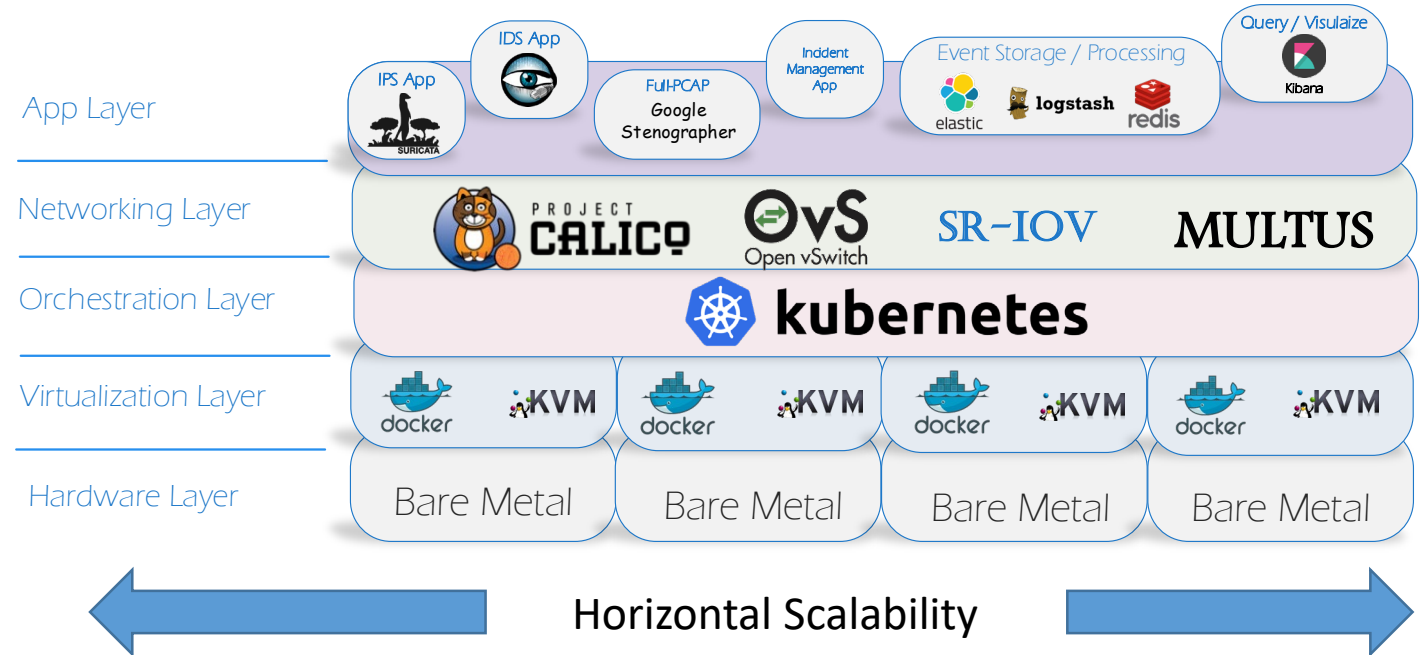 Query / Visulaize
Kibana
IDS App
Incident
Management
App
Event Storage / Processing
elastic
logstash
redis
IPS App
SURICATA
Full-PCAP
Google
Stenographer
App Layer
Networking Layer
PROJECT
CALICO
OvS
Open vSwitch
SR-IOV
MULTUS
Orchestration Layer
kubernetes
Virtualization Layer
docker
KVM
docker
KVM
docker
KVM
docker
KVM
Hardware Layer
Bare Metal
Bare Metal
Bare Metal
Bare Metal
Horizontal Scalability